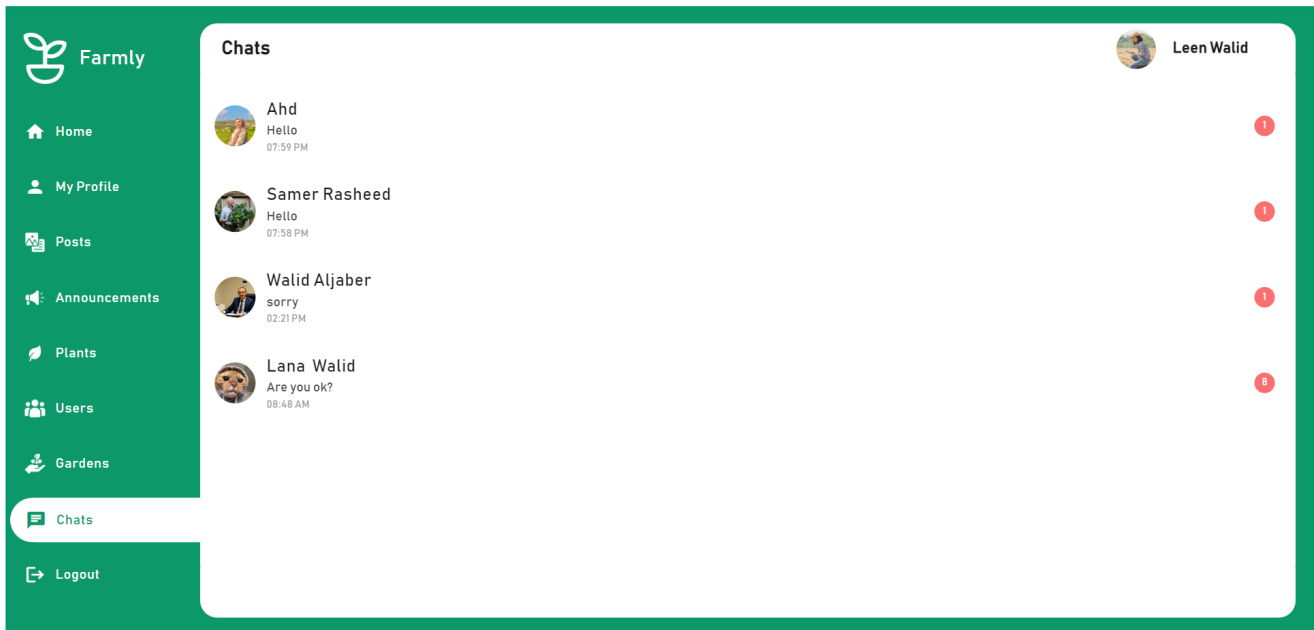 Farmly
Home
My Profile
Posts
Announcements
Plants
Users
Gardens
Chats
Logout
Chats
Leen Walid
Ahd
Hello
07:59 PM
1
Samer Rasheed
Hello
07:58 PM
1
Walid Aljaber
sorry
02:21 PM
1
Lana Walid
Are you ok?
08:48 AM
8